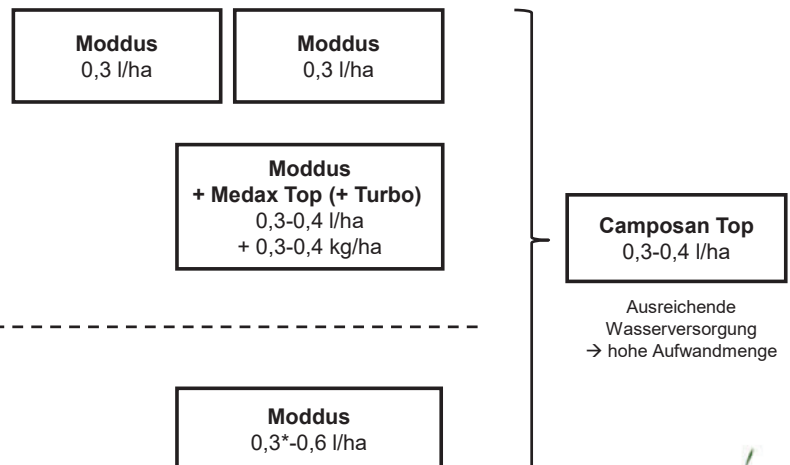 Moddus
0,3 l/ha
Moddus
0,3 l/ha
Moddus
+ Medax Top (+ Turbo)
0,3-0,4 l/ha
+ 0,3-0,4 kg/ha
Camposan Top
0,3-0,4 l/ha
Ausreichende
Wasserversorgung
→ hohe Aufwandmenge
Moddus
0,3*-0,6 l/ha